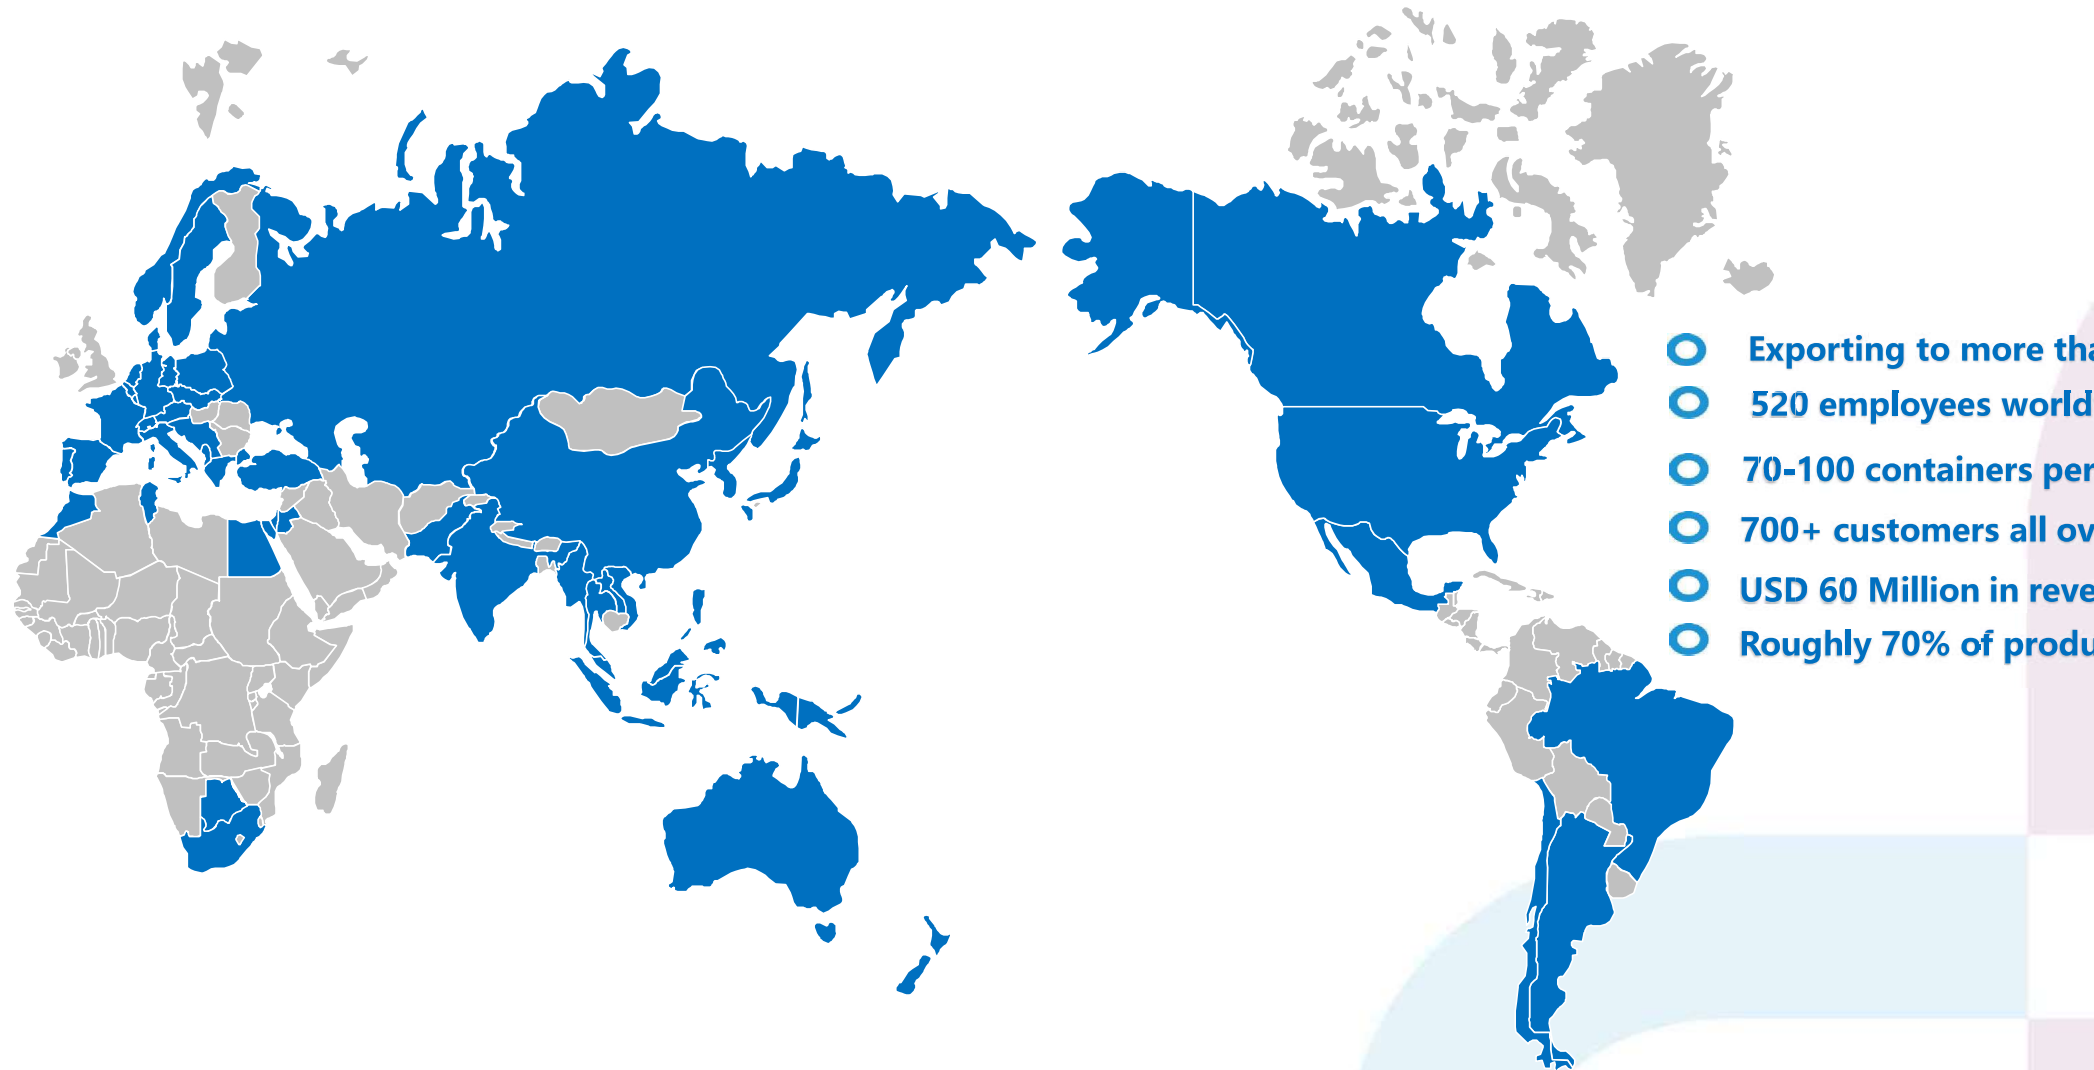 Exporting to more tha
520 employees world
70-100 containers per
700+ customers all ov
USD 60 Million in reve
Roughly 70% of produ